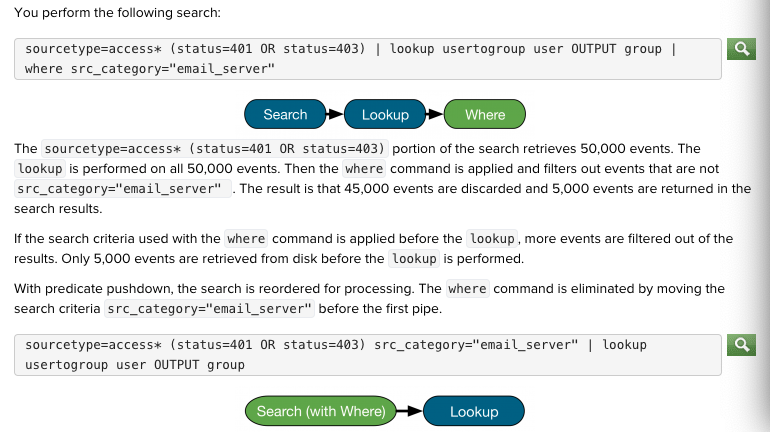 You perform the following search:
sourcetype=access* (status=401 OR status=403) | lookup usertogroup user OUTPUT group |
where src_category="email_server"
Search
Lookup
Where
The sourcetype=access* (status=401 OR status=403) portion of the search retrieves 50,000 events. The
lookup is performed on all 50,000 events. Then the where command is applied and filters out events that are not
src_category="email_server" . The result is that 45,000 events are discarded and 5,000 events are returned in the
search results.
If the search criteria used with the where command is applied before the lookup, more events are filtered out of the
results. Only 5,000 events are retrieved from disk before the lookup is performed.
With predicate pushdown, the search is reordered for processing. The where command is eliminated by moving the
search criteria src_category="email_server" before the first pipe.
sourcetype=access* (status=401 OR status=403) src_category="email_server" | lookup
usertogroup user OUTPUT group
Search (with Where)
Lookup